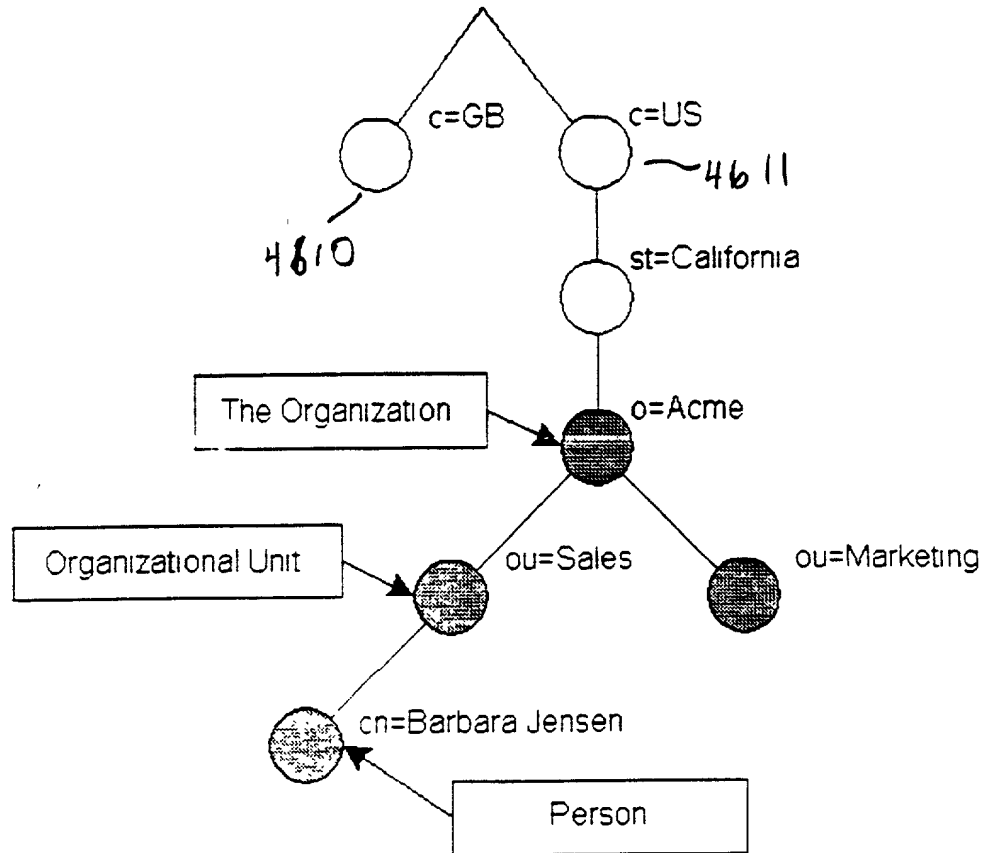 c=GB
c=US
4611
4610
st=California
The Organization
o=Acme
Organizational Unit
ou=Sales
ou=Marketing
cn=Barbara Jensen
Person